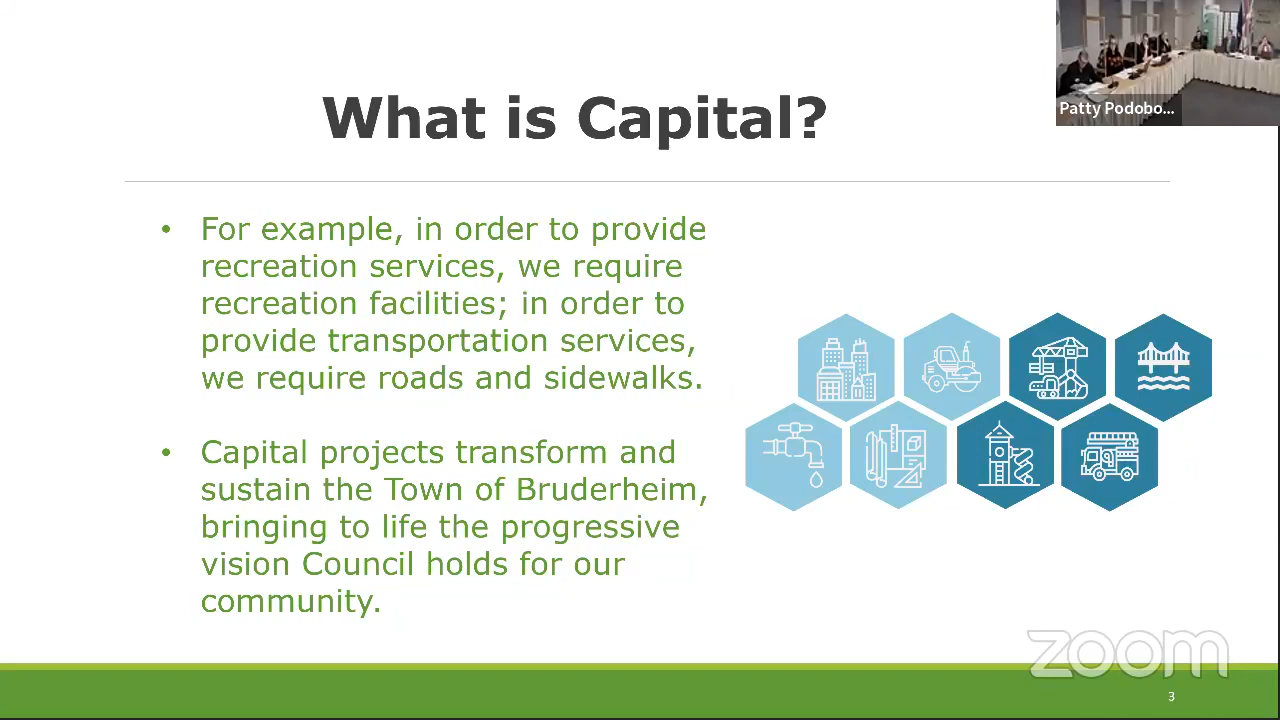 Patty Podobo...
What is Capital?
• For example, in order to provide
recreation services, we require
recreation facilities; in order to
provide transportation services,
we require roads and sidewalks.
• Capital projects transform and
sustain the Town of Bruderheim,
bringing to life the progressive
vision Council holds for our
community.
zoom
3